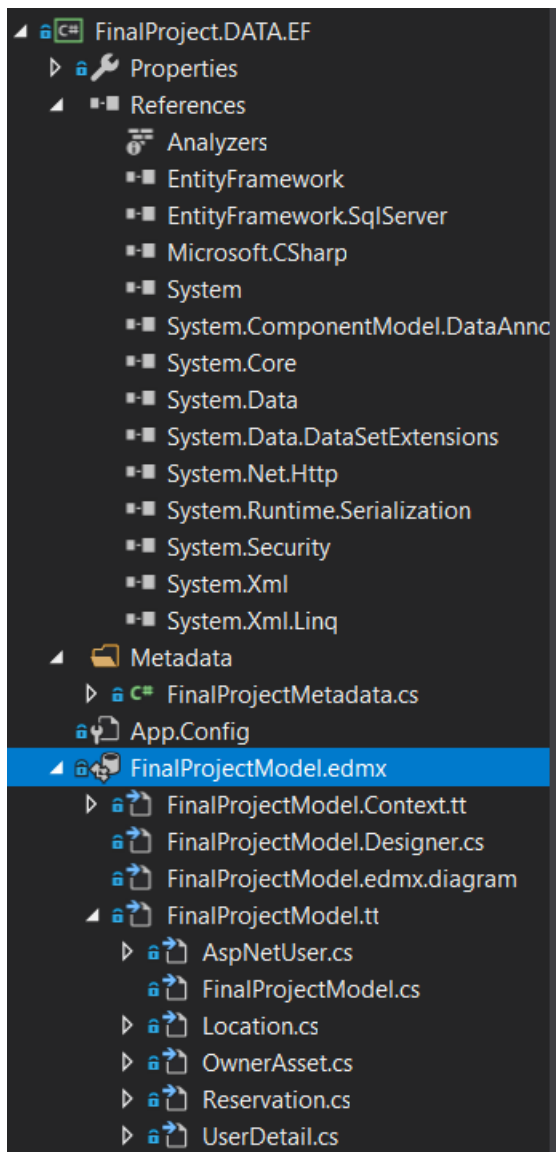 C# FinalProject.DATA.EF
Properties
References
Analyzers
EntityFramework
EntityFramework.SqlServer
Microsoft.CSharp
System
System.ComponentModel.DataAnno
System.Core
System.Data
System.Data.DataSetExtensions
System.Net.Http
System.Runtime.Serialization
System.Security
System.Xml
System.Xml.Linq
Metadata
C# FinalProjectMetadata.cs
App.Config
FinalProjectModel.edmx
FinalProjectModel.Context.tt
FinalProjectModel.Designer.cs
FinalProjectModel.edmx.diagram
FinalProjectModel.tt
AspNetUser.cs
FinalProjectModel.cs
Location.cs
OwnerAsset.cs
Reservation.cs
UserDetail.cs